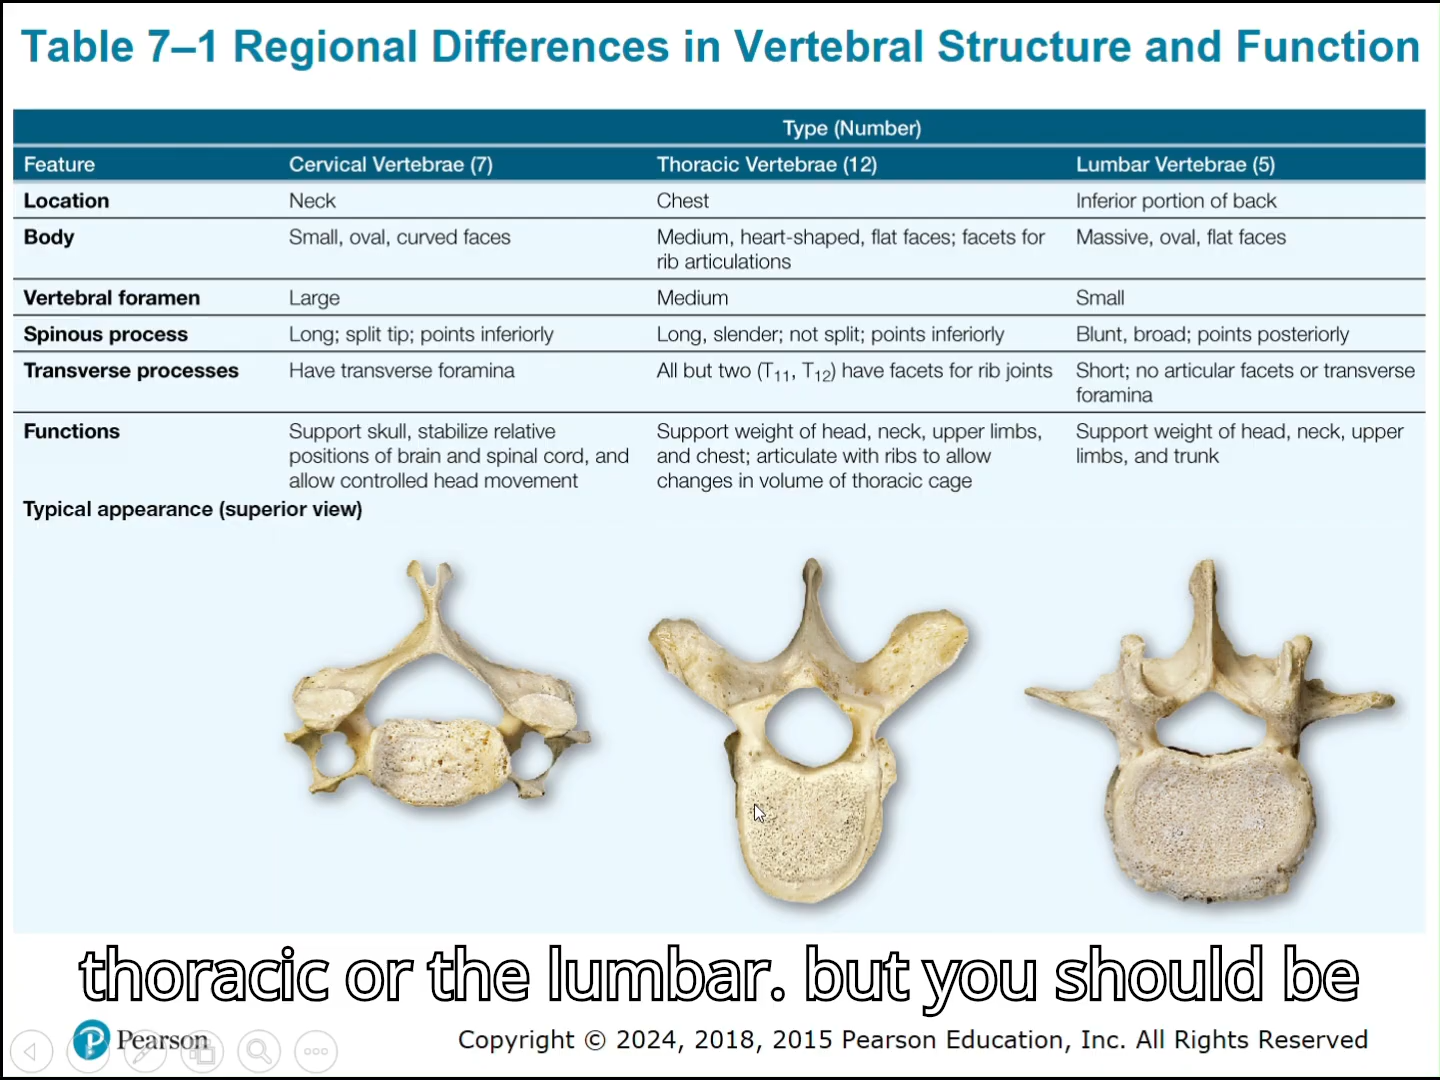 Table 7–1 Regional Differences in Vertebral Structure and Function
Type (Number)
Feature Cervical Vertebrae (7) Thoracic Vertebrae (12) Lumbar Vertebrae (5)
Location Neck Chest Inferior portion of back
Body Small, oval, curved faces Medium, heart-shaped, flat faces; facets for Massive, oval, flat faces
rib articulations
Vertebral foramen Large Medium Small
Spinous process Long; split tip; points inferiorly Long, slender; not split; points inferiorly Blunt, broad; points posteriorly
Transverse processes Have transverse foramina All but two (T11, T12) have facets for rib joints Short; no articular facets or transverse
foramina
Functions Support skull, stabilize relative Support weight of head, neck, upper limbs, Support weight of head, neck, upper
positions of brain and spinal cord, and and chest; articulate with ribs to allow limbs, and trunk
allow controlled head movement changes in volume of thoracic cage
Typical appearance (superior view)
thoracic or the lumbar. but you should be
P Pearson Copyright © 2024, 2018, 2015 Pearson Education, Inc. All Rights Reserved